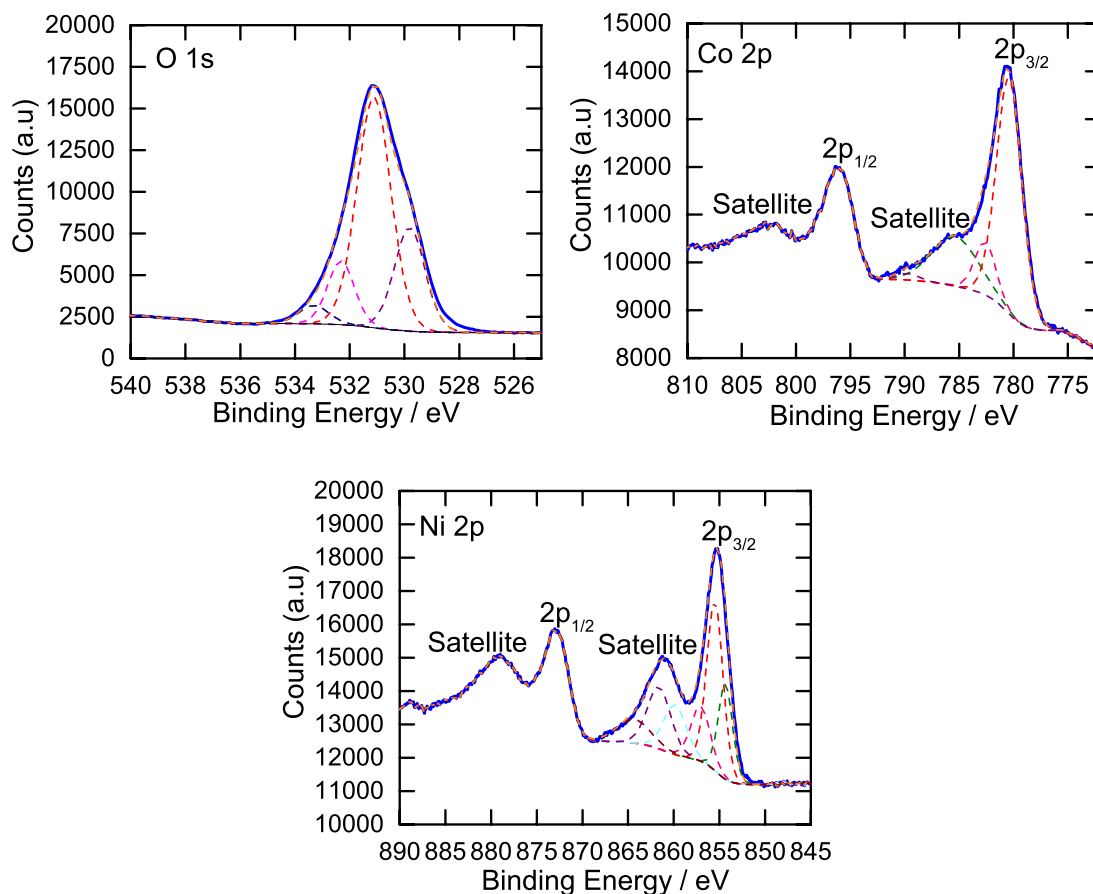 O 1s
20000
17500
15000
12500
10000
7500
5000
2500
0
Counts (a.u)
540 538 536 534 532 530 528 526
Binding Energy / eV
Co 2p
2p3/2
2p1/2
Satellite
Satellite
15000
14000
13000
12000
11000
10000
9000
8000
Counts (a.u)
810 805 800 795 790 785 780 775
Binding Energy / eV
Ni 2p
2p3/2
2p1/2
Satellite
Satellite
20000
19000
18000
17000
16000
15000
14000
13000
12000
11000
10000
Counts (a.u)
890 885 880 875 870 865 860 855 850 845
Binding Energy / eV